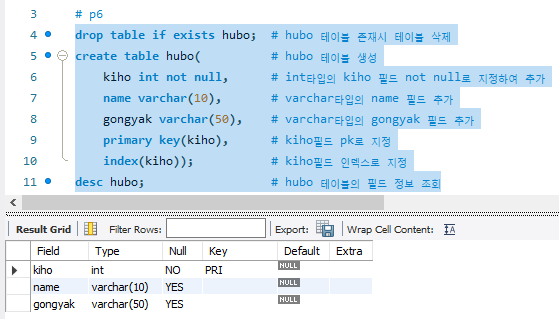 3 # p6
4 drop table if exists hubo; # hubo 테이블 존재시 테이블 삭제
5 create table hubo( # hubo 테이블 생성
6 kiho int not null, # int타입의 kiho 필드 not null로 지정하여 추가
7 name varchar(10), # varchar타입의 name 필드 추가
8 gongyak varchar(50), # varchar타입의 gongyak 필드 추가
9 primary key(kiho), # kiho필드 pk로 지정
10 index(kiho)); # kiho필드 인덱스로 지정
11 desc hubo; # hubo 테이블의 필드 정보 조회
Result Grid Filter Rows: Export: Wrap Cell Content: IA
Field Type Null Key Default Extra
kiho int NO PRI NULL
name varchar(10) YES NULL
gongyak varchar(50) YES NULL